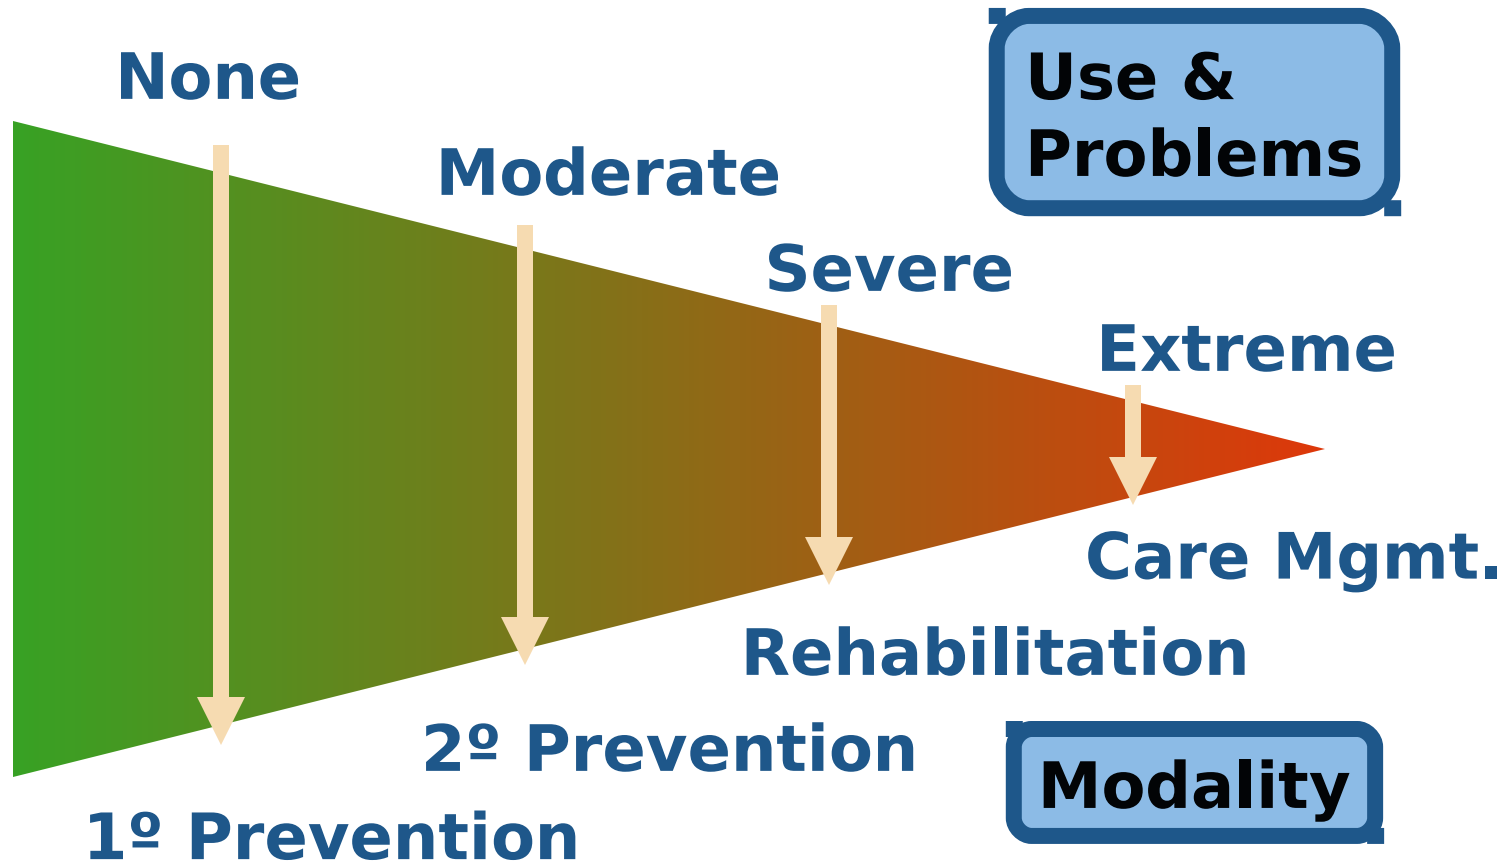 None
Use &
Problems
Moderate
Severe
Extreme
Care Mgmt.
Rehabilitation
2º Prevention
Modality
1º Prevention